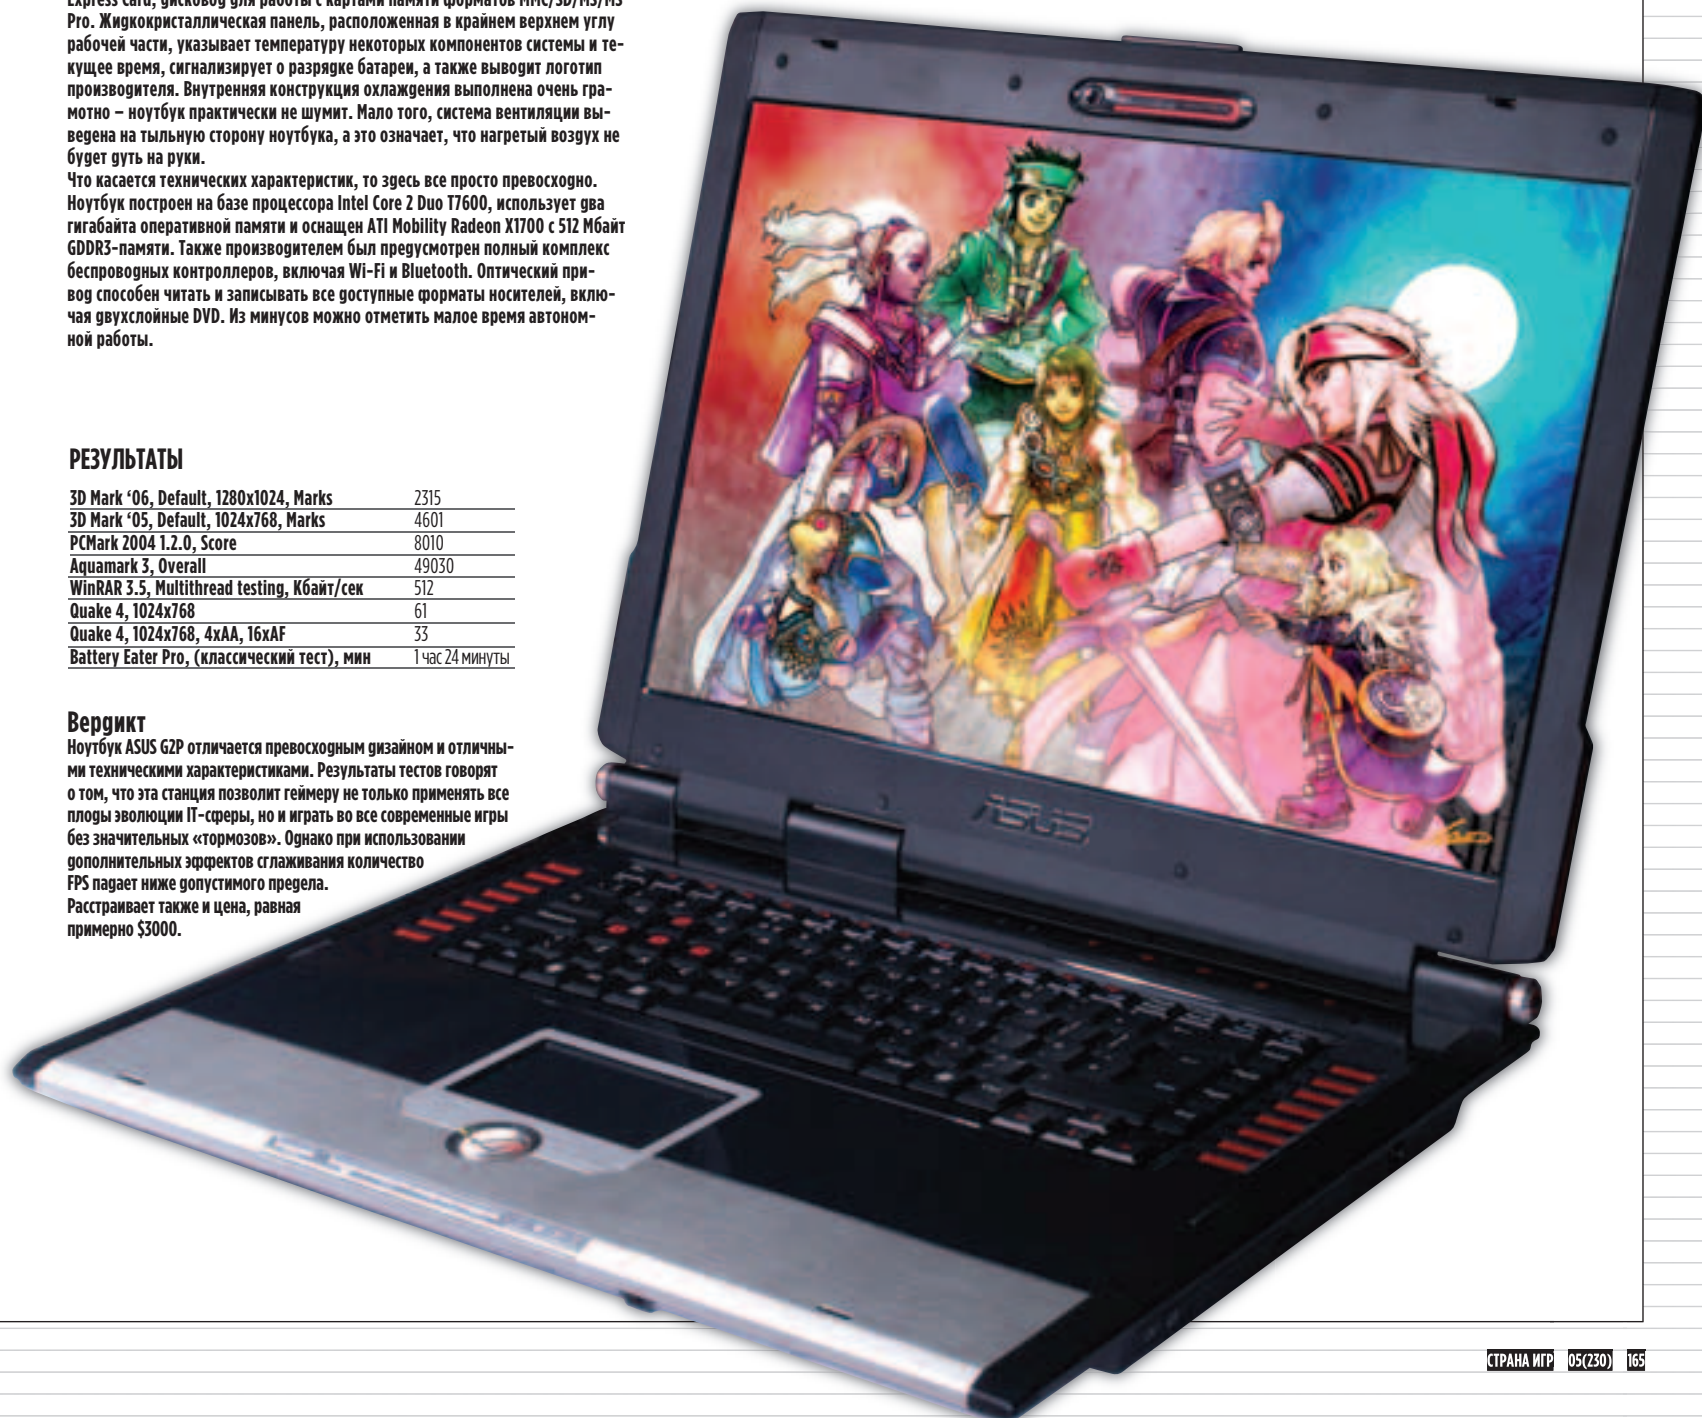 Express Card, дисковод для работы с картами памяти форматов MMC/SD/MS/MS
Pro. Жидкокристаллическая панель, расположенная в крайнем верхнем углу
рабочей части, указывает температуру некоторых компонентов системы и те-
кущее время, сигнализирует о разрядке батареи, а также выводит логотип
производителя. Внутренняя конструкция охлаждения выполнена очень гра-
мотно – ноутбук практически не шумит. Мало того, система вентиляции вы-
ведена на тыльную сторону ноутбука, а это означает, что нагретый воздух не
будет дуть на руки.
Что касается технических характеристик, то здесь все просто превосходно.
Ноутбук построен на базе процессора Intel Core 2 Duo T7600, использует два
гигабайта оперативной памяти и оснащен ATI Mobility Radeon X1700 с 512 Мбайт
GDDR3-памяти. Также производителем был предусмотрен полный комплекс
беспроводных контроллеров, включая Wi-Fi и Bluetooth. Оптический при-
вод способен читать и записывать все доступные форматы носителей, вклю-
чая двухслойные DVD. Из минусов можно отметить малое время автоном-
ной работы.
РЕЗУЛЬТАТЫ
3D Mark ‘06, Default, 1280x1024, Marks 2315
3D Mark ‘05, Default, 1024x768, Marks 4601
PCMark 2004 1.2.0, Score 8010
Aquamark 3, Overall 49030
WinRAR 3.5, Multithread testing, Кбайт/сек 512
Quake 4, 1024x768 61
Quake 4, 1024x768, 4xAA, 16xAF 33
Battery Eater Pro, (классический тест), мин 1 час 24 минуты
Вердикт
Ноутбук ASUS G2P отличается превосходным дизайном и отличны-
ми техническими характеристиками. Результаты тестов говорят
о том, что эта станция позволит геймеру не только применять все
плоды эволюции IT-сферы, но и играть во все современные игры
без значительных «тормозов». Однако при использовании
дополнительных эффектов сглаживания количество
FPS падает ниже допустимого предела.
Расстраивает также и цена, равная
примерно $3000.
ASUS
СТРАНА ИГР 05(230) 165